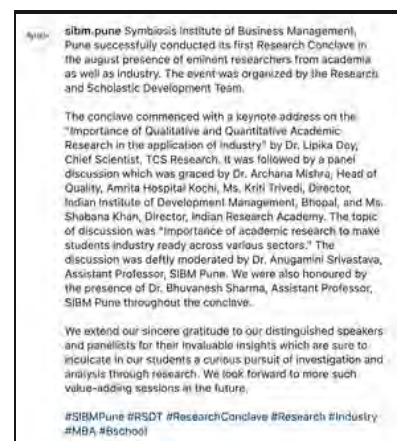 sibm.pune Symbiosis Institute of Business Management,
Pune successfully conducted its first Research Conclave in
the august presence of eminent researchers from academia
as well as industry. The event was organized by the Research
and Scholastic Development Team.
The conclave commenced with a keynote address on the
"Importance of Qualitative and Quantitative Academic
Research in the application of industry" by Dr. Lipika Dey,
Chief Scientist, TCS Research. It was followed by a panel
discussion which was graced by Dr. Archana Mishra, Head of
Quality, Amrita Hospital Kochi, Ms. Kriti Trivedi, Director,
Indian Institute of Development Management, Bhopal, and Ms.
Shabana Khan, Director, Indian Research Academy. The topic
of discussion was "Importance of academic research to make
students industry ready across various sectors." The
discussion was deftly moderated by Dr. Anugamini Srivastava,
Assistant Professor, SIBM Pune. We were also honoured by
the presence of Dr. Bhuvanesh Sharma, Assistant Professor,
SIBM Pune throughout the conclave.
We extend our sincere gratitude to our distinguished speakers
and panellists for their invaluable insights which are sure to
inculcate in our students a curious pursuit of investigation and
analysis through research. We look forward to more such
value-adding sessions in the future.
#SIBMPune #RSDT #ResearchConclave #Research #Industry
#MBA #Bschool